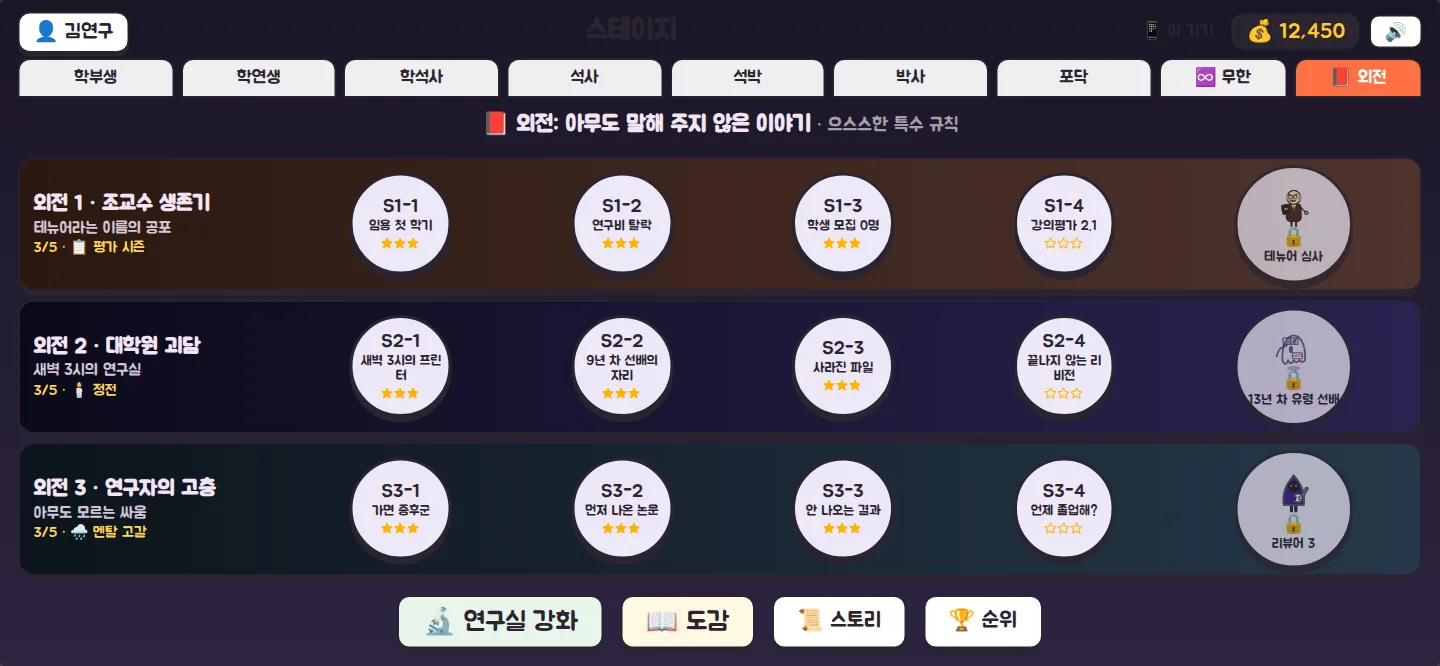 👤 김연구
스테이지
📱 이 기기
💰 12,450
🔊
학부생
학연생
학석사
석사
석박
박사
포닥
♾️ 무한
📕 외전
📕 외전: 아무도 말해 주지 않은 이야기 · 으스스한 특수 규칙
외전 1 · 조교수 생존기
테뉴어라는 이름의 공포
3/5 · 📋 평가 시즌
S1-1
임용 첫 학기
★★★
S1-2
연구비 탈락
★★★
S1-3
학생 모집 0명
★★★
S1-4
강의평가 2.1
☆☆☆
🔒
테뉴어 심사
외전 2 · 대학원 괴담
새벽 3시의 연구실
3/5 · 🕯️ 정전
S2-1
새벽 3시의 프린
터
★★★
S2-2
9년 차 선배의
자리
★★★
S2-3
사라진 파일
★★★
S2-4
끝나지 않는 리
비전
☆☆☆
🔒
13년 차 유령 선배
외전 3 · 연구자의 고충
아무도 모르는 싸움
3/5 · 🌧️ 멘탈 고갈
S3-1
가면 증후군
★★★
S3-2
먼저 나온 논문
★★★
S3-3
안 나오는 결과
★★★
S3-4
언제 졸업해?
☆☆☆
🔒
리뷰어 3
🔬 연구실 강화
📖 도감
📜 스토리
🏆 순위